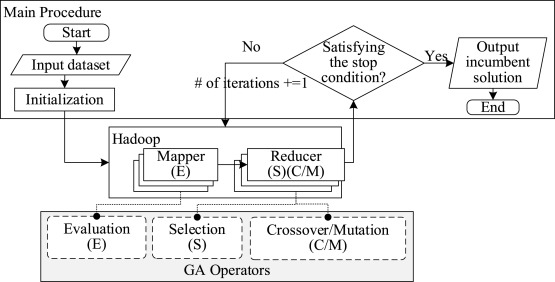 Main Procedure
Start
Input dataset
Initialization
No
# of iterations +=1
Satisfying
the stop
condition?
Yes
Output
incumbent
solution
End
Hadoop
Mapper
(E)
Reducer
(S)(C/M)
Evaluation
(E)
Selection
(S)
Crossover/Mutation
(C/M)
GA Operators